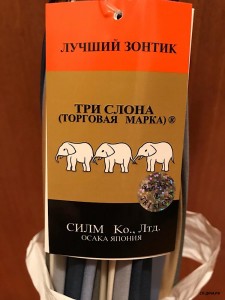 ЛУЧШИЙ ЗОНТИК
ТРИ СЛОНА
(ТОРГОВАЯ МАРКА)®
СИЛМ Ко., Лтд.
ОСАКА ЯПОНИЯ